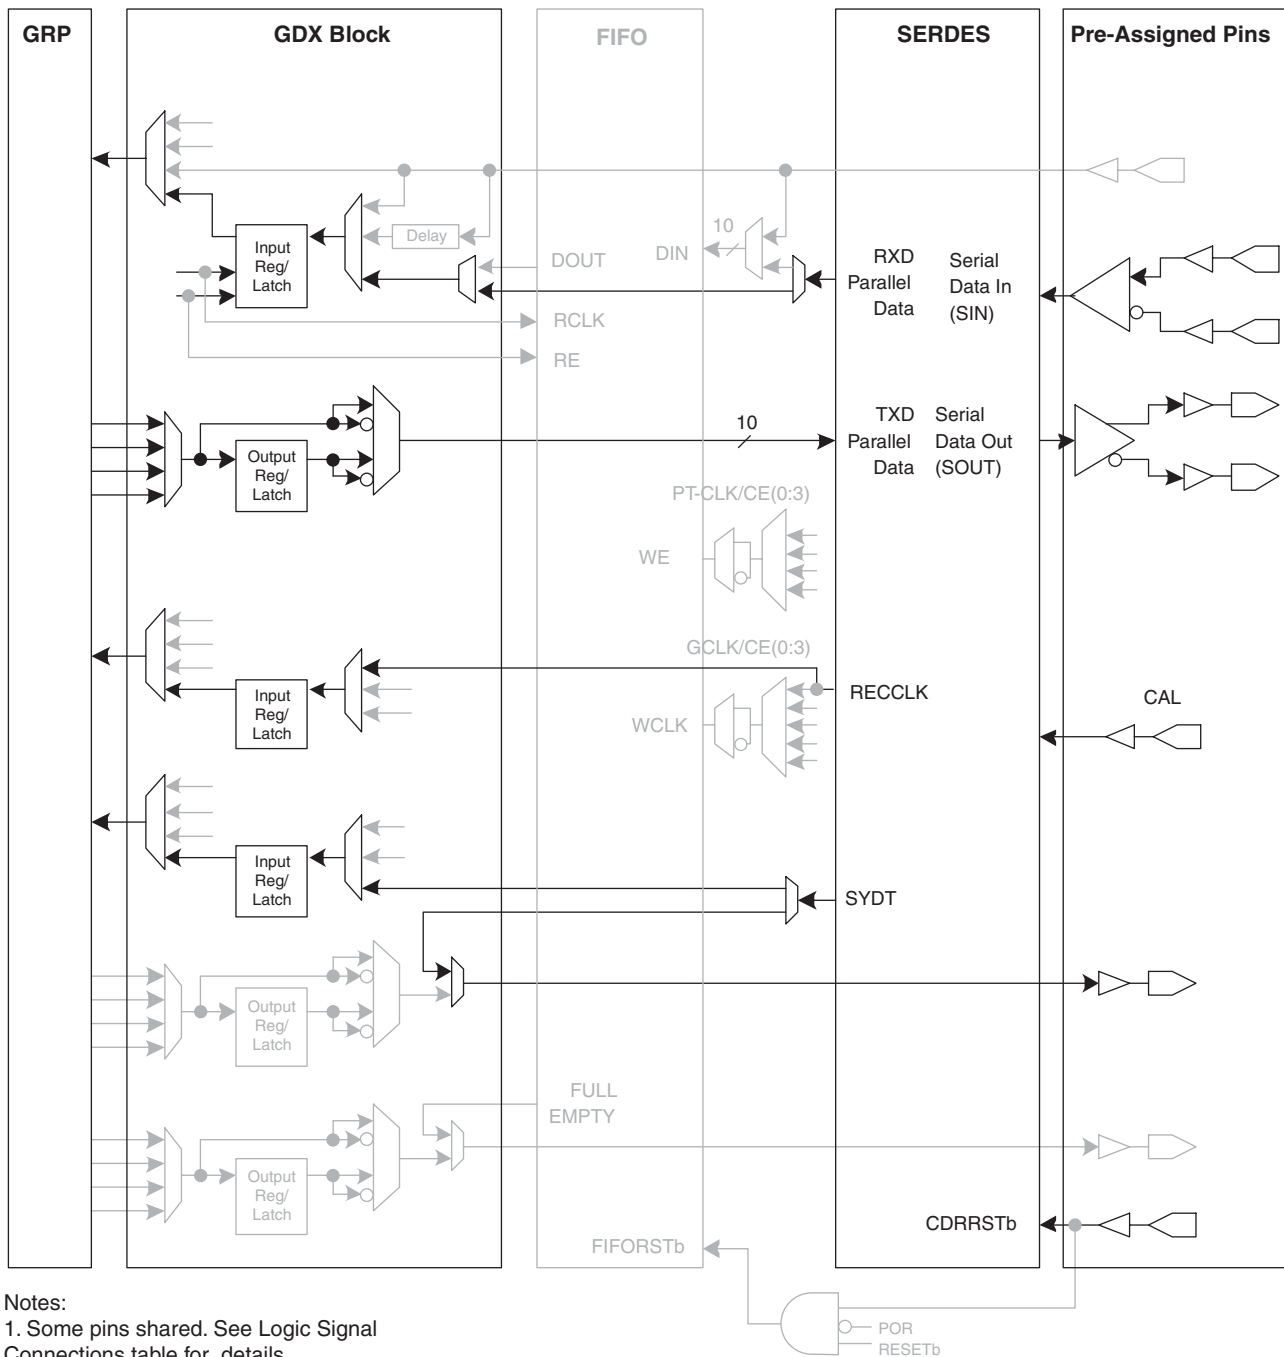 GRP
GDX Block
FIFO
SERDES
Pre-Assigned Pins
Input
Reg/
Latch
Delay
DOUT
DIN
10
RXD
Parallel
Data
Serial
Data In
(SIN)
RCLK
RE
Output
Reg/
Latch
10
TXD
Parallel
Data
Serial
Data Out
(SOUT)
PT-CLK/CE(0:3)
WE
GCLK/CE(0:3)
Input
Reg/
Latch
WCLK
RECCLK
CAL
Input
Reg/
Latch
SYDT
Output
Reg/
Latch
FULL
EMPTY
Output
Reg/
Latch
CDRRSTb
FIFORSTb
POR
RESETb
Notes:
1. Some pins shared. See Logic Signal
Connections table for details